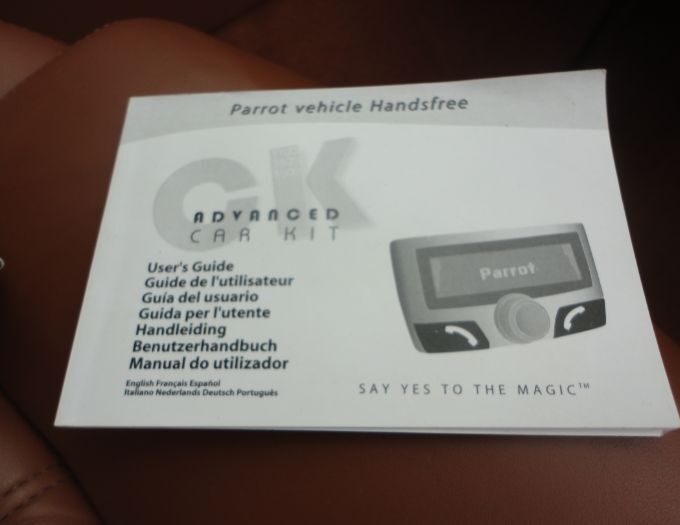 Parrot vehicle Handsfree
CK
ADVANCED
CAR KIT
User's Guide
Guide de l'utilisateur
Guía del usuario
Guida per l'utente
Handleiding
Benutzerhandbuch
Manual do utilizador
English Français Español
Italiano Nederlands Deutsch Português
Parrot
SAY YES TO THE MAGIC™